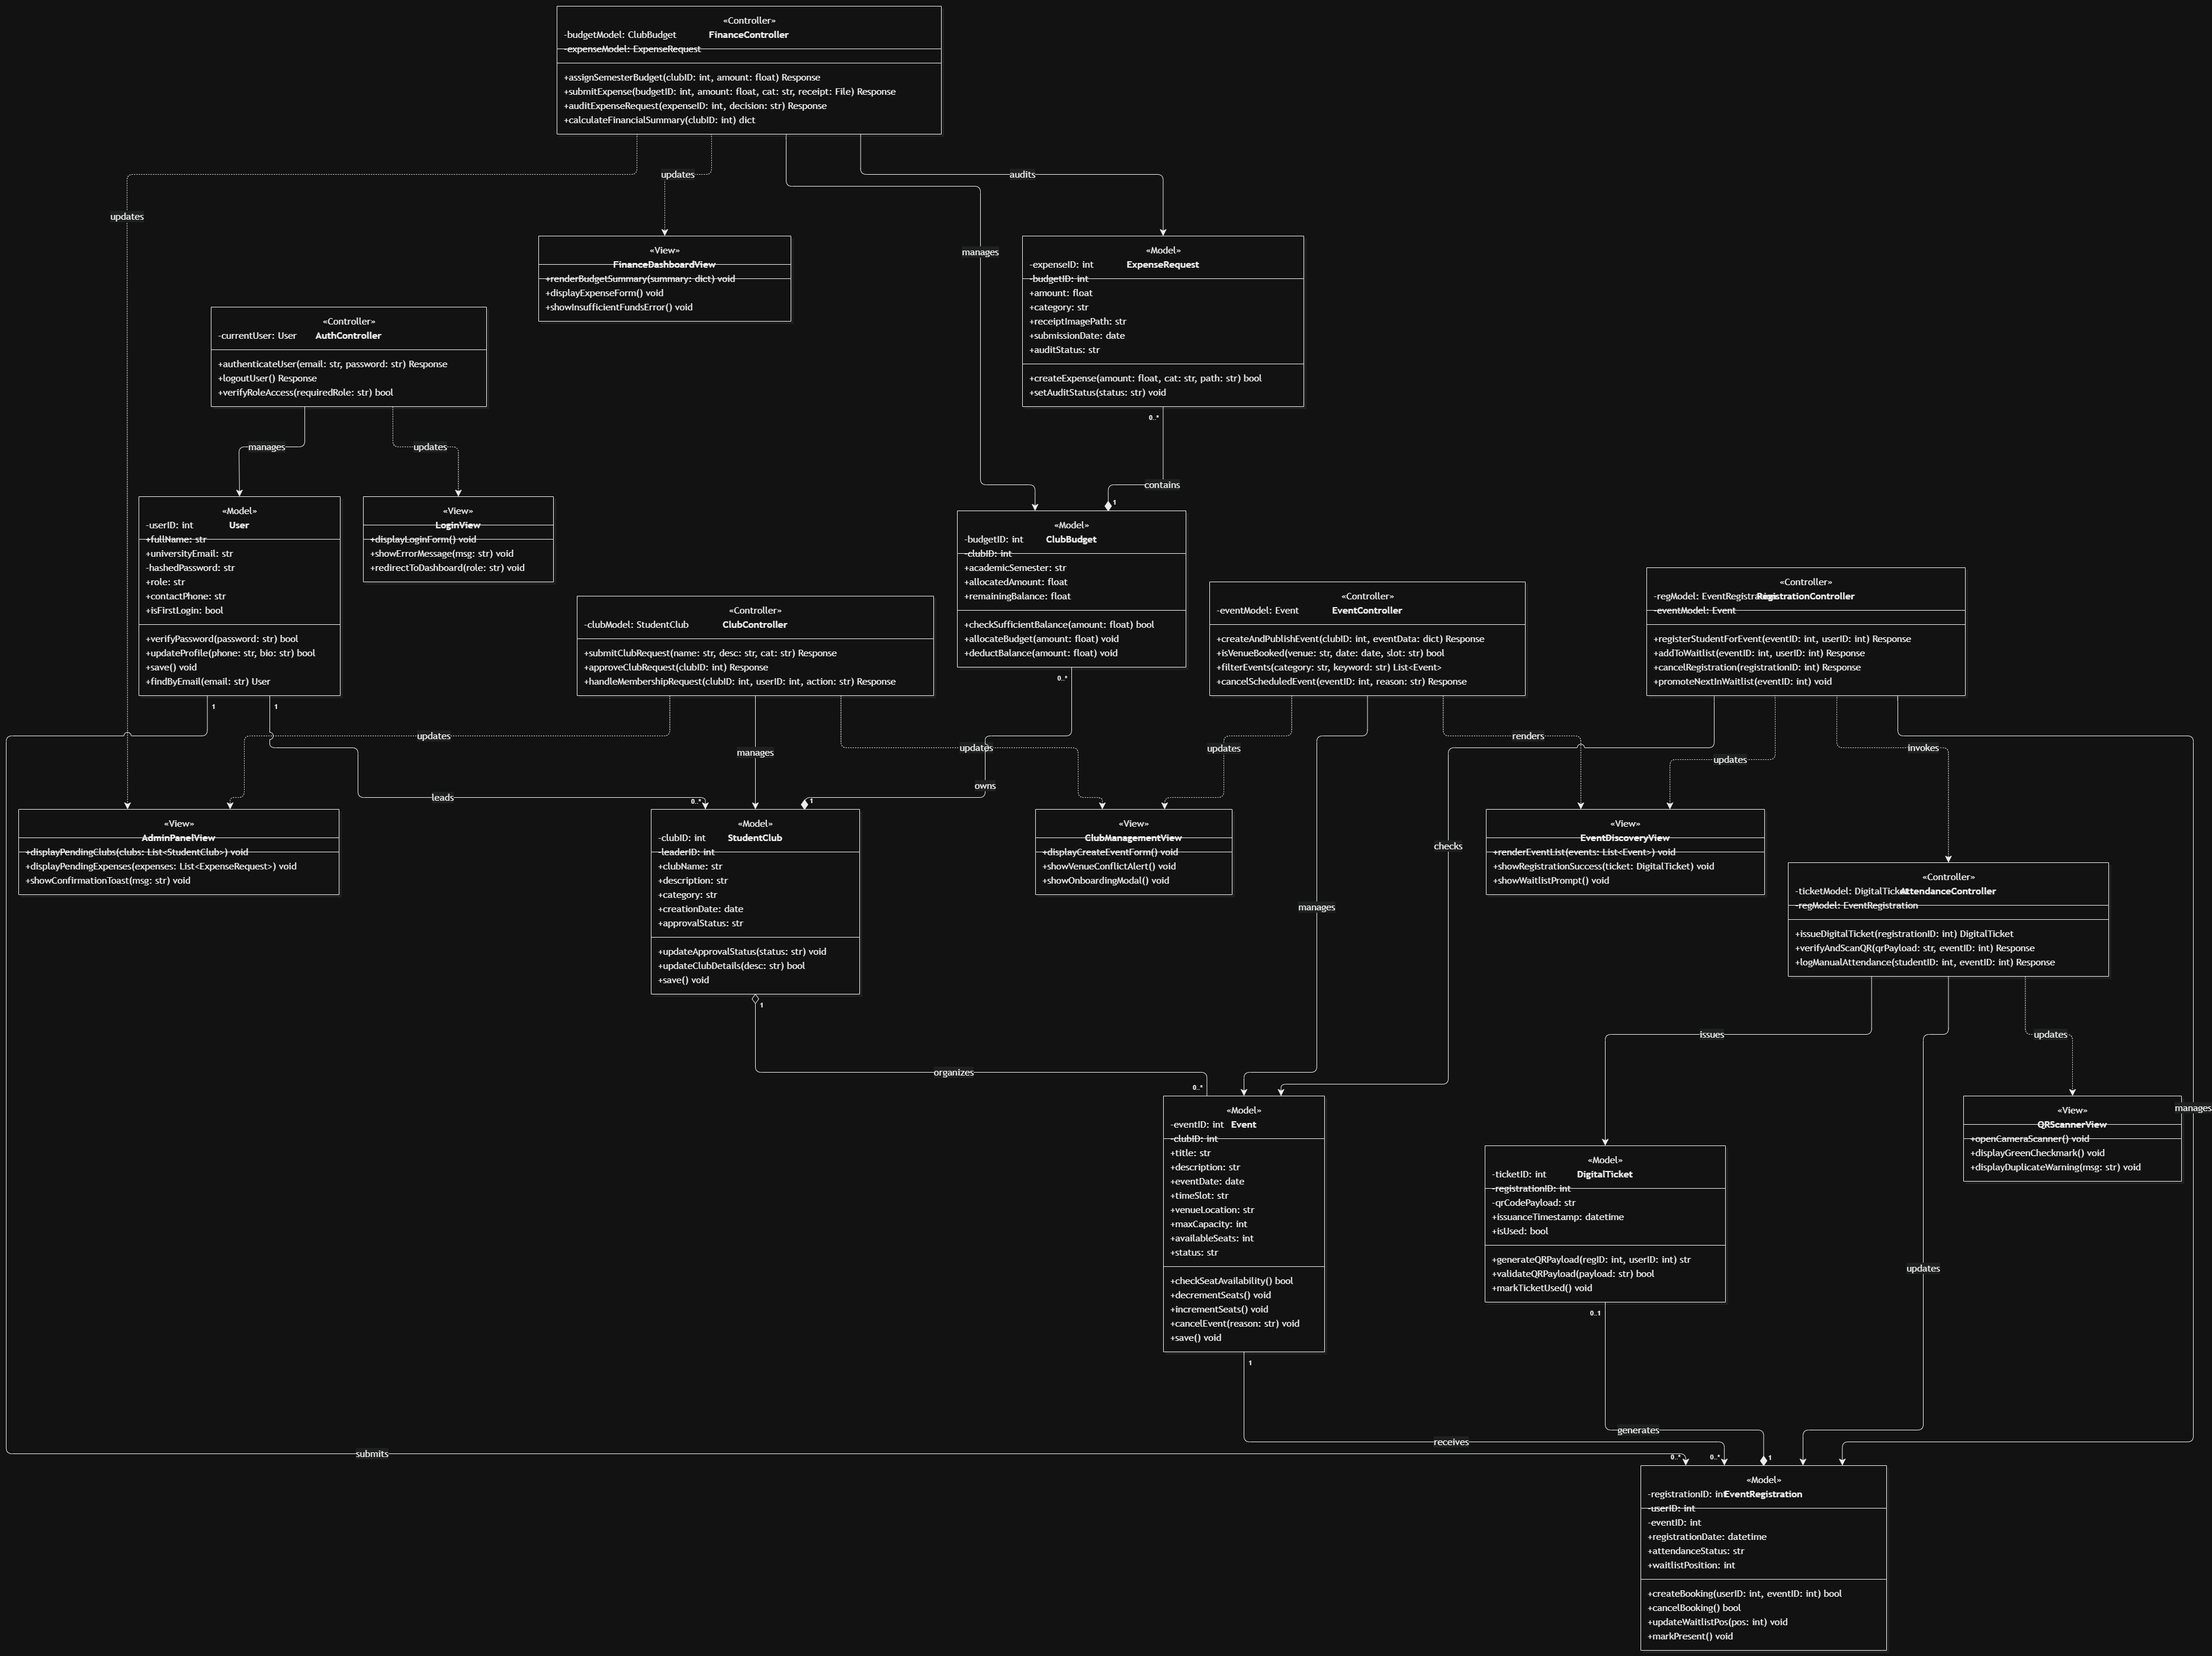 «Controller»
-budgetModel: ClubBudget FinanceController
-expenseModel: ExpenseRequest
+assignSemesterBudget(clubID: int, amount: float) Response
+submitExpense(budgetID: int, amount: float, cat: str, receipt: File) Response
+auditExpenseRequest(expenseID: int, decision: str) Response
+calculateFinancialSummary(clubID: int) dict
updates
audits
updates
manages
«View»
FinanceDashboardView
+renderBudgetSummary(summary: dict) void
+displayExpenseForm() void
+showInsufficientFundsError() void
«Model»
-expenseID: int ExpenseRequest
-budgetID: int
+amount: float
+category: str
+receiptImagePath: str
+submissionDate: date
+auditStatus: str
+createExpense(amount: float, cat: str, path: str) bool
+setAuditStatus(status: str) void
«Controller»
-currentUser: User AuthController
+authenticateUser(email: str, password: str) Response
+logoutUser() Response
+verifyRoleAccess(requiredRole: str) bool
0..*
manages
updates
contains
1
«Model»
-userID: int User
+fullName: str
+universityEmail: str
-hashedPassword: str
+role: str
+contactPhone: str
+isFirstLogin: bool
+verifyPassword(password: str) bool
+updateProfile(phone: str, bio: str) bool
+save() void
+findByEmail(email: str) User
«View»
LoginView
+displayLoginForm() void
+showErrorMessage(msg: str) void
+redirectToDashboard(role: str) void
«Model»
-budgetID: int ClubBudget
-clubID: int
+academicSemester: str
+allocatedAmount: float
+remainingBalance: float
+checkSufficientBalance(amount: float) bool
+allocateBudget(amount: float) void
+deductBalance(amount: float) void
«Controller»
-clubModel: StudentClub ClubController
+submitClubRequest(name: str, desc: str, cat: str) Response
+approveClubRequest(clubID: int) Response
+handleMembershipRequest(clubID: int, userID: int, action: str) Response
«Controller»
-eventModel: Event EventController
+createAndPublishEvent(clubID: int, eventData: dict) Response
+isVenueBooked(venue: str, date: date, slot: str) bool
+filterEvents(category: str, keyword: str) List<Event>
+cancelScheduledEvent(eventID: int, reason: str) Response
«Controller»
-regModel: EventRegistration RegistrationController
-eventModel: Event
+registerStudentForEvent(eventID: int, userID: int) Response
+addToWaitlist(eventID: int, userID: int) Response
+cancelRegistration(registrationID: int) Response
+promoteNextInWaitlist(eventID: int) void
1
1
0..*
updates
manages
updates
updates
renders
updates
invokes
leads
owns
0..*
1
«View»
AdminPanelView
+displayPendingClubs(clubs: List<StudentClub>) void
+displayPendingExpenses(expenses: List<ExpenseRequest>) void
+showConfirmationToast(msg: str) void
«Model»
-clubID: int StudentClub
-leaderID: int
+clubName: str
+description: str
+category: str
+creationDate: date
+approvalStatus: str
+updateApprovalStatus(status: str) void
+updateClubDetails(desc: str) bool
+save() void
«View»
ClubManagementView
+displayCreateEventForm() void
+showVenueConflictAlert() void
+showOnboardingModal() void
checks
«View»
EventDiscoveryView
+renderEventList(events: List<Event>) void
+showRegistrationSuccess(ticket: DigitalTicket) void
+showWaitlistPrompt() void
«Controller»
-ticketModel: DigitalTicket AttendanceController
-regModel: EventRegistration
+issueDigitalTicket(registrationID: int) DigitalTicket
+verifyAndScanQR(qrPayload: str, eventID: int) Response
+logManualAttendance(studentID: int, eventID: int) Response
manages
1
issues
updates
organizes
0..*
manages
«Model»
-eventID: int Event
-clubID: int
+title: str
+description: str
+eventDate: date
+timeSlot: str
+venueLocation: str
+maxCapacity: int
+availableSeats: int
+status: str
+checkSeatAvailability() bool
+decrementSeats() void
+incrementSeats() void
+cancelEvent(reason: str) void
+save() void
«Model»
-ticketID: int DigitalTicket
-registrationID: int
-qrCodePayload: str
+issuanceTimestamp: datetime
+isUsed: bool
+generateQRPayload(regID: int, userID: int) str
+validateQRPayload(payload: str) bool
+markTicketUsed() void
«View»
QRScannerView
+openCameraScanner() void
+displayGreenCheckmark() void
+displayDuplicateWarning(msg: str) void
updates
0..1
1
generates
receives
submits
0..*
0..*
1
«Model»
-registrationID: int EventRegistration
-userID: int
-eventID: int
+registrationDate: datetime
+attendanceStatus: str
+waitlistPosition: int
+createBooking(userID: int, eventID: int) bool
+cancelBooking() bool
+updateWaitlistPos(pos: int) void
+markPresent() void